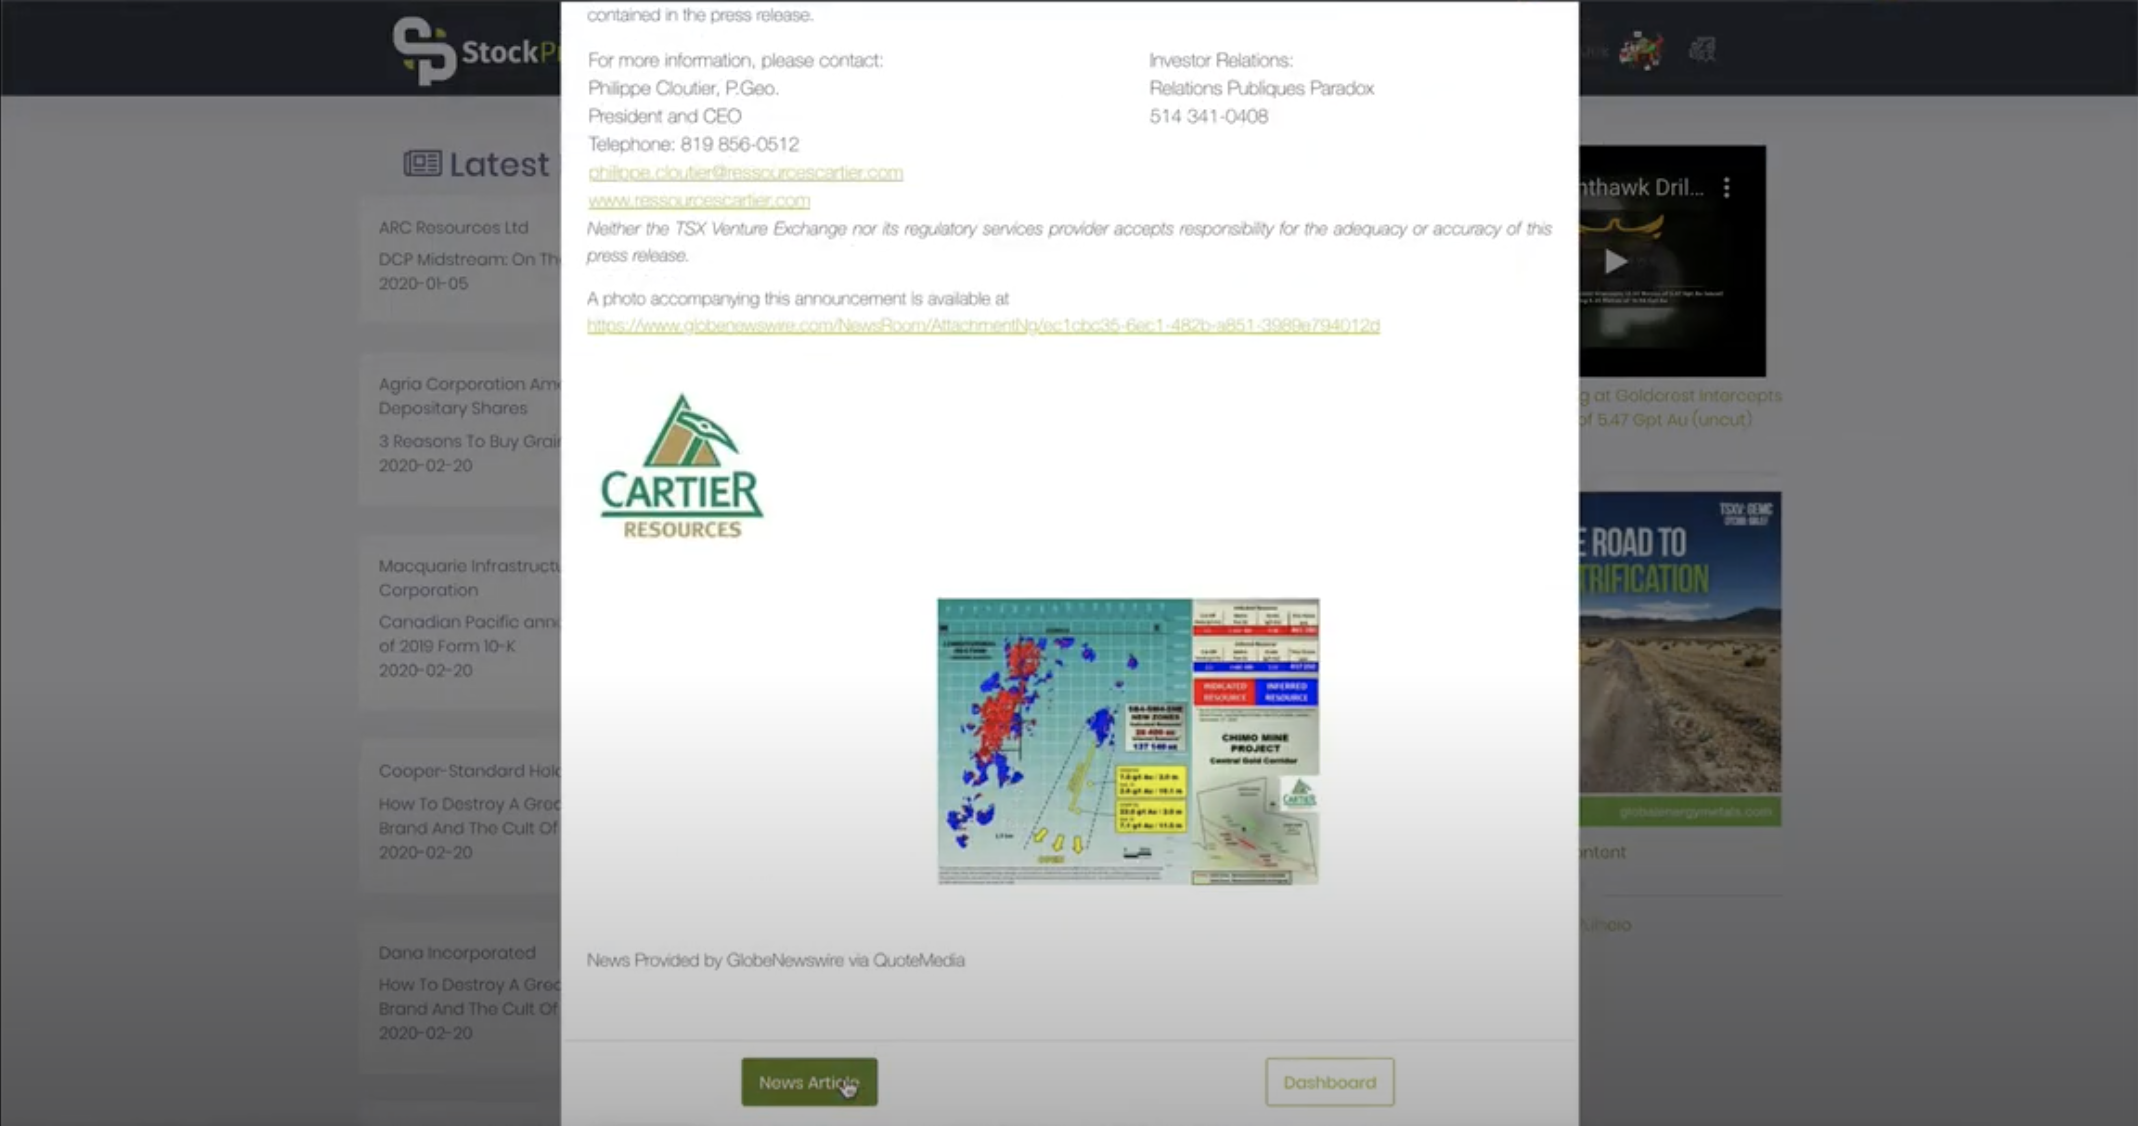 contained in the press release.
StockP
For more information, please contact:
Philippe Cloutier, P.Geo.
President and CEO
Telephone: 819 856-0512
philippe.cloutier@ressourcescartier.com
www.ressourcescartier.com
Investor Relations:
Relations Publiques Paradox
514 341-0408
Neither the TSX Venture Exchange nor its regulatory services provider accepts responsibility for the adequacy or accuracy of this
press release.
A photo accompanying this announcement is available at
https://www.globenewswire.com/NewsRoom/AttachmentNg/ec1cbc35-6ec1-482b-a851-3989e794012d
CARTIER
RESOURCES
INDICATED
RESOURCE
INFERRED
RESOURCE
NEW ZONES
CHIMO MINE
PROJECT
Central Gold Corridor
CARTIER
OPEN
News Provided by GlobeNewswire via QuoteMedia
News Article
Dashboard
Latest
ARC Resources Ltd
DCP Midstream: On Th
2020-01-05
Agria Corporation Am
Depositary Shares
3 Reasons To Buy Grai
2020-02-20
Macquarie Infrastruct
Corporation
Canadian Pacific ann
of 2019 Form 10-K
2020-02-20
Cooper-Standard Hol
How To Destroy A Gre
Brand And The Cult Of
2020-02-20
Dana Incorporated
How To Destroy A Gre
Brand And The Cult Of
2020-02-20
nthawk Dril...
g at Goldcrest Intercepts
of 5.47 Gpt Au (uncut)
TSXV: GEMC
E ROAD TO
TRIFICATION
globalenergymetals.com
ontent